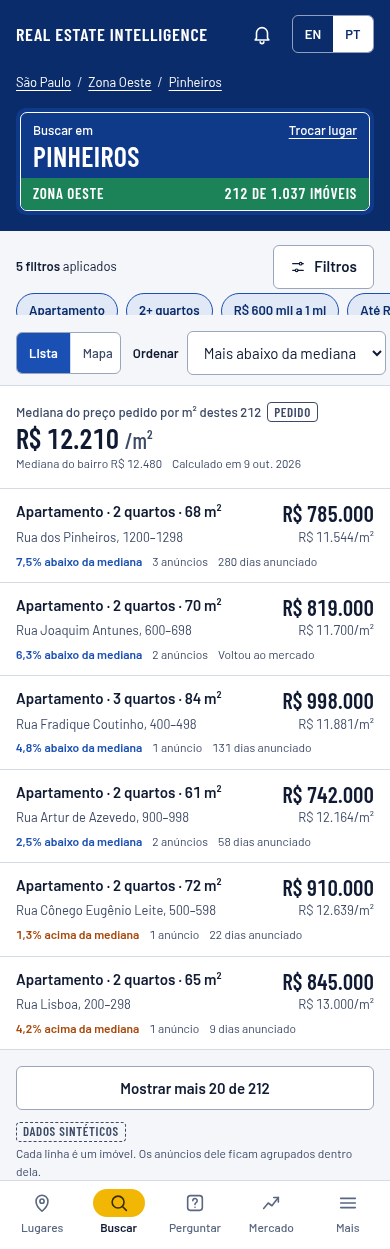 REAL ESTATE INTELLIGENCE
EN PT
São Paulo / Zona Oeste / Pinheiros
Buscar em Trocar lugar
PINHEIROS
ZONA OESTE 212 DE 1.037 IMÓVEIS
5 filtros aplicados
Filtros
Apartamento 2+ quartos R$ 600 mil a 1 mi Até R
Lista Mapa Ordenar Mais abaixo da mediana
Mediana do preço pedido por m² destes 212 PEDIDO
R$ 12.210 /m²
Mediana do bairro R$ 12.480 Calculado em 9 out. 2026
Apartamento · 2 quartos · 68 m² R$ 785.000
Rua dos Pinheiros, 1200–1298 R$ 11.544/m²
7,5% abaixo da mediana 3 anúncios 280 dias anunciado
Apartamento · 2 quartos · 70 m² R$ 819.000
Rua Joaquim Antunes, 600–698 R$ 11.700/m²
6,3% abaixo da mediana 2 anúncios Voltou ao mercado
Apartamento · 3 quartos · 84 m² R$ 998.000
Rua Fradique Coutinho, 400–498 R$ 11.881/m²
4,8% abaixo da mediana 1 anúncio 131 dias anunciado
Apartamento · 2 quartos · 61 m² R$ 742.000
Rua Artur de Azevedo, 900–998 R$ 12.164/m²
2,5% abaixo da mediana 2 anúncios 58 dias anunciado
Apartamento · 2 quartos · 72 m² R$ 910.000
Rua Cônego Eugênio Leite, 500–598 R$ 12.639/m²
1,3% acima da mediana 1 anúncio 22 dias anunciado
Apartamento · 2 quartos · 65 m² R$ 845.000
Rua Lisboa, 200–298 R$ 13.000/m²
4,2% acima da mediana 1 anúncio 9 dias anunciado
Mostrar mais 20 de 212
DADOS SINTÉTICOS
Cada linha é um imóvel. Os anúncios dele ficam agrupados dentro
dela.
Lugares Buscar Perguntar Mercado Mais